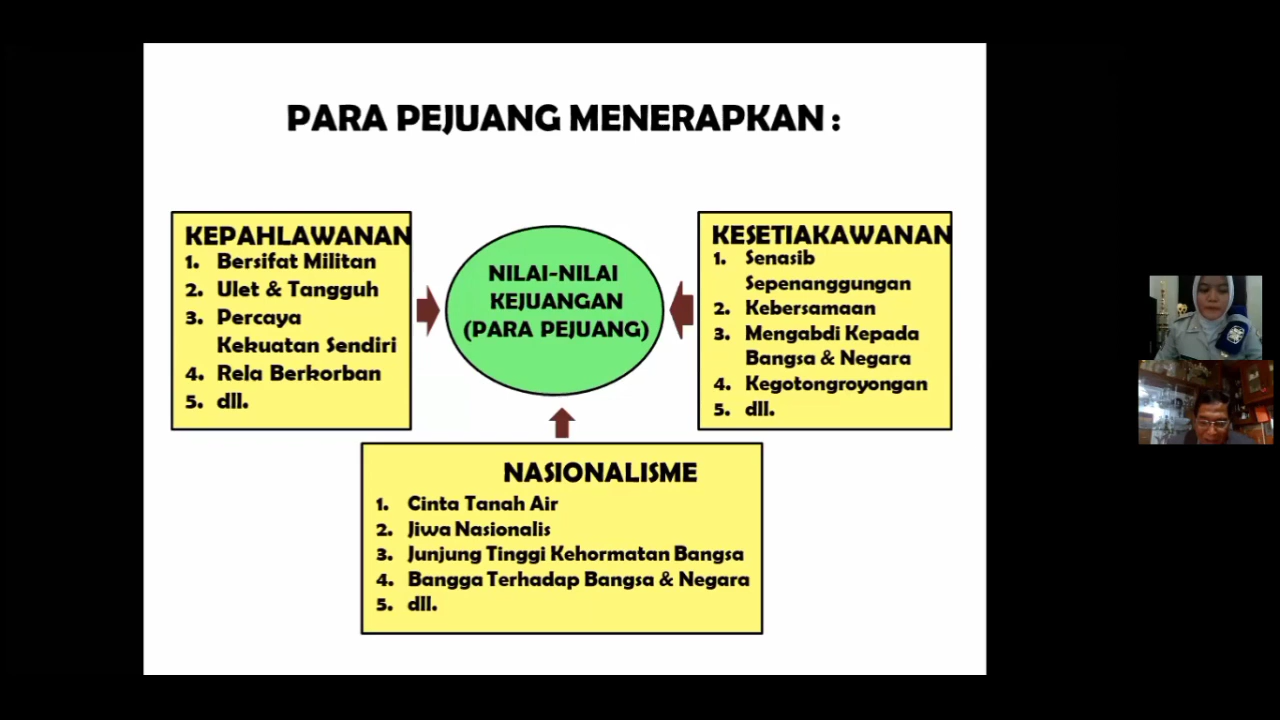 PARA PEJUANG MENERAPKAN :
KEPAHLAWANAN
1. Bersifat Militan
2. Ulet & Tangguh
3. Percaya
Kekuatan Sendiri
4. Rela Berkorban
5. dll.
NILAI-NILAI
KEJUANGAN
(PARA PEJUANG)
KESETIAKAWANAN
1. Senasib
Sepenanggungan
2. Kebersamaan
3. Mengabdi Kepada
Bangsa & Negara
4. Kegotongroyongan
5. dll.
NASIONALISME
1. Cinta Tanah Air
2. Jiwa Nasionalis
3. Junjung Tinggi Kehormatan Bangsa
4. Bangga Terhadap Bangsa & Negara
5. dll.